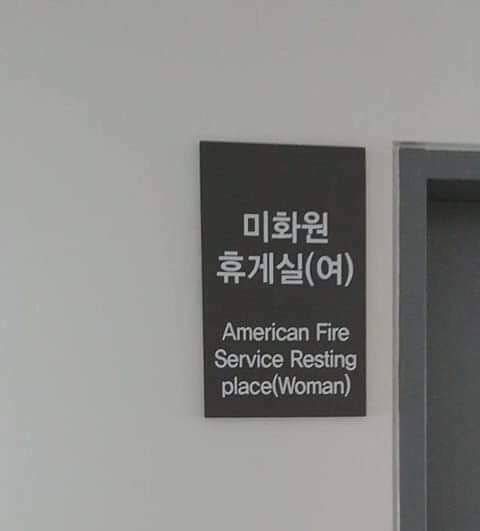 미화원
휴게실(여)
American Fire
Service Resting
place(Woman)